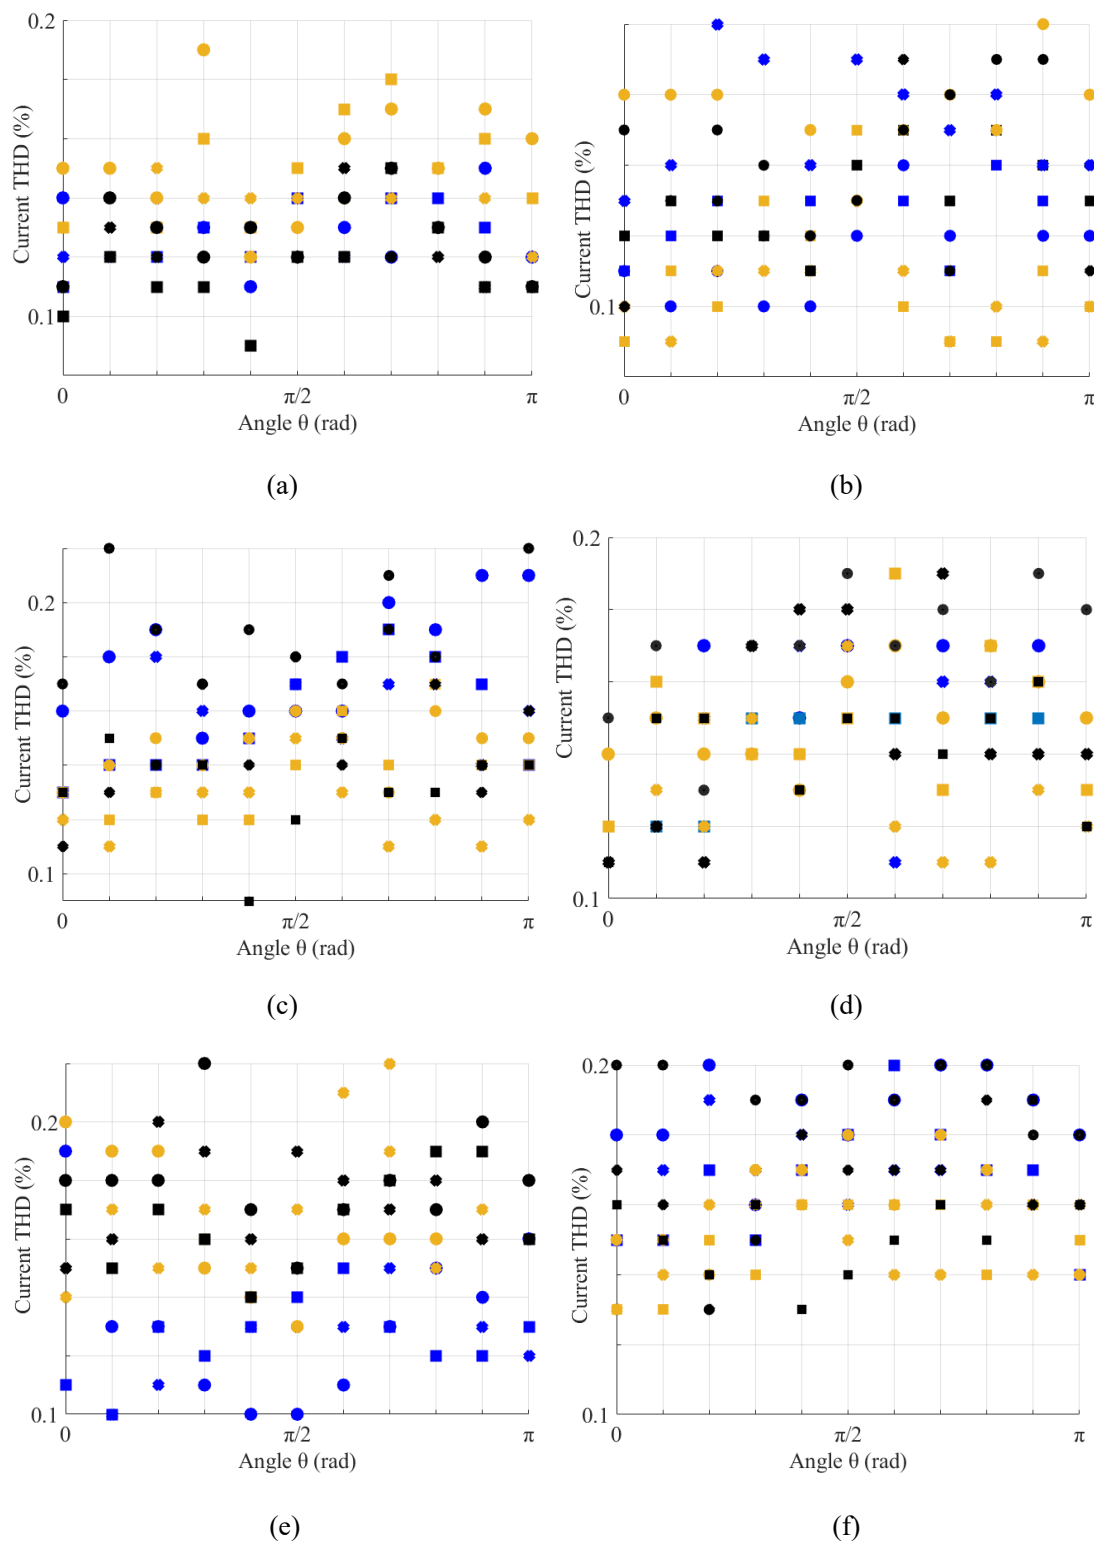 0.2
Current THD (%)
0.1
0
π/2
π
Angle θ (rad)
(a)
Current THD (%)
0.1
0
π/2
π
Angle θ (rad)
(b)
0.2
Current THD (%)
0.1
0
π/2
π
Angle θ (rad)
(c)
0.2
Current THD (%)
0.1
0
π/2
π
Angle θ (rad)
(d)
0.2
Current THD (%)
0.1
0
π/2
π
Angle θ (rad)
(e)
0.2
Current THD (%)
0.1
0
π/2
π
Angle θ (rad)
(f)